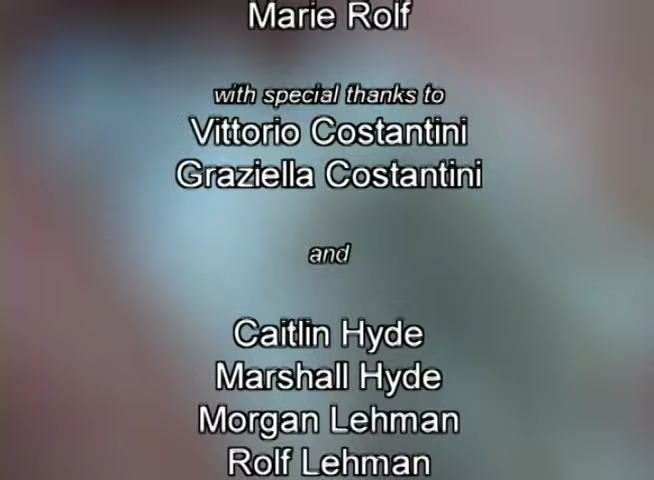 Marie Rolf
with special thanks to
Vittorio Costantini
Graziella Costantini
and
Caitlin Hyde
Marshall Hyde
Morgan Lehman
Rolf Lehman